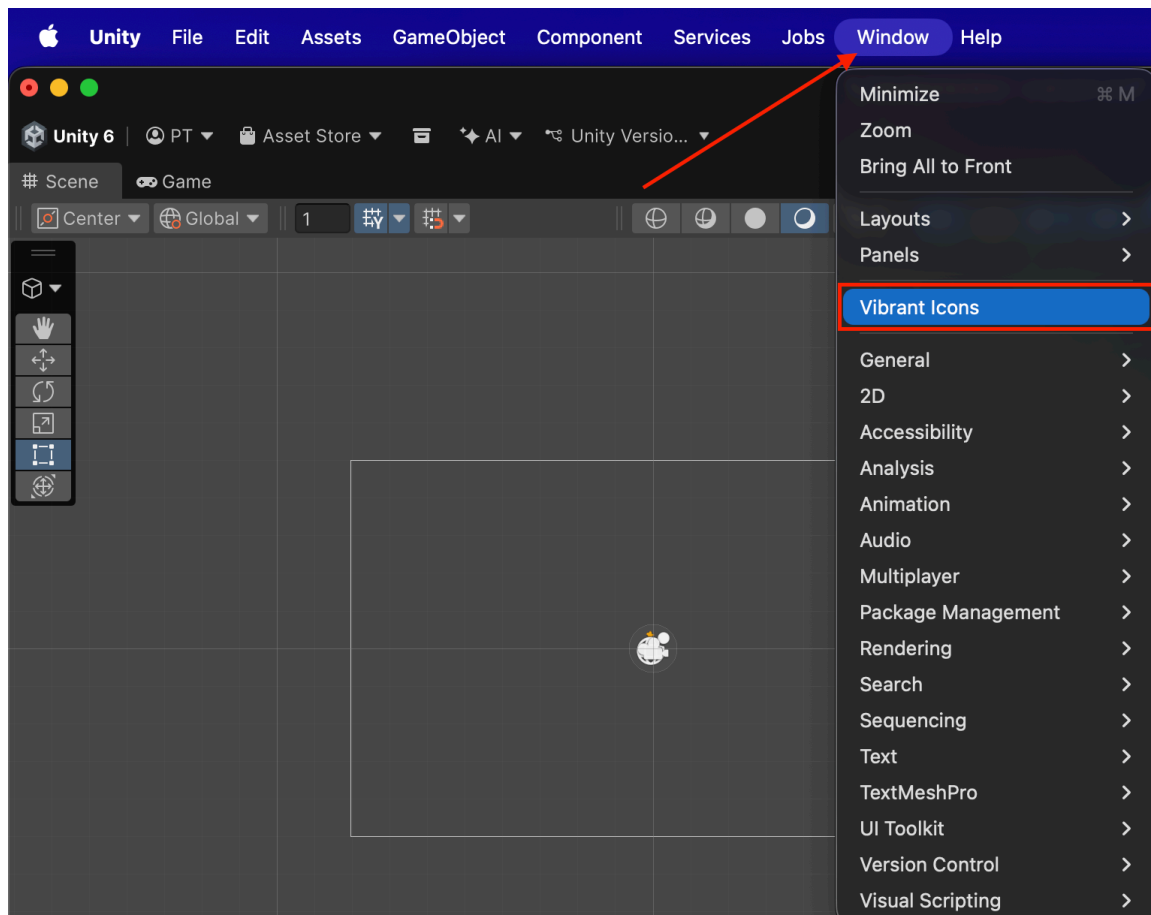 Unity File Edit Assets GameObject Component Services Jobs Window Help
Unity 6 PT Asset Store AI Unity Versio...
Scene Game
Center Global 1
Minimize ⌘ M
Zoom
Bring All to Front
Layouts
Panels
Vibrant Icons
General
2D
Accessibility
Analysis
Animation
Audio
Multiplayer
Package Management
Rendering
Search
Sequencing
Text
TextMeshPro
UI Toolkit
Version Control
Visual Scripting